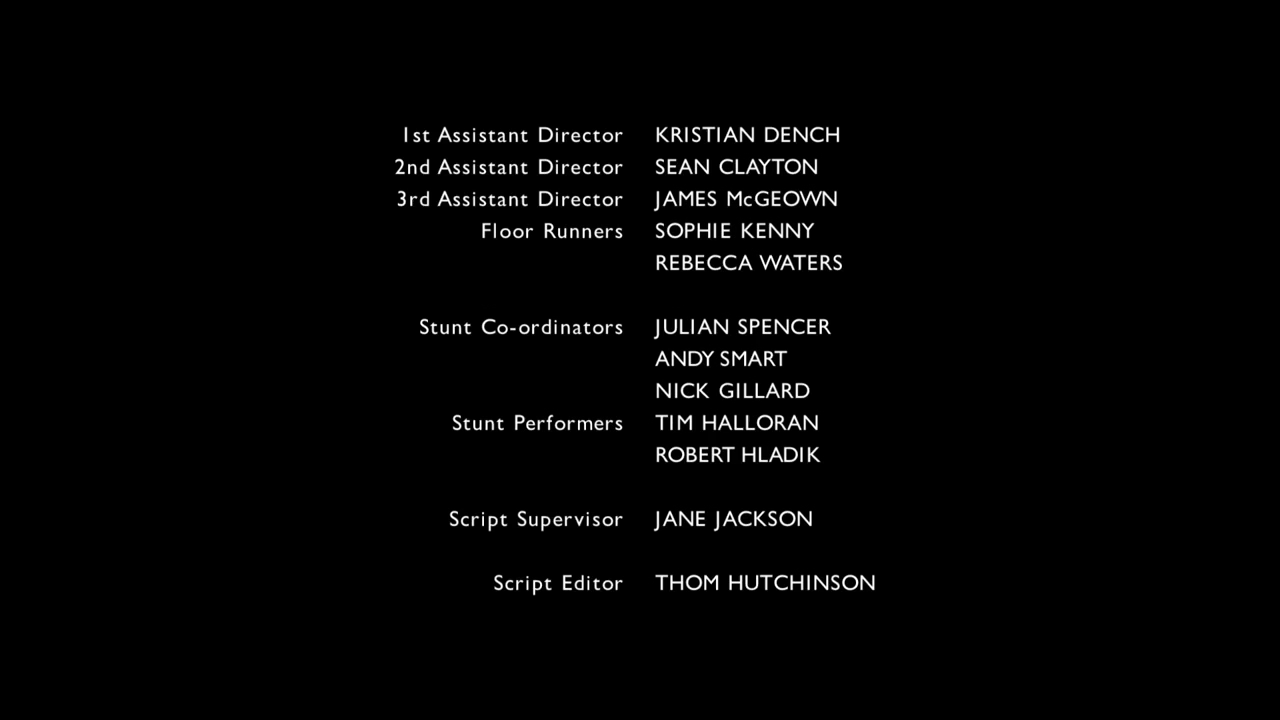 1st Assistant Director KRISTIAN DENCH
2nd Assistant Director SEAN CLAYTON
3rd Assistant Director JAMES McGEOWN
Floor Runners SOPHIE KENNY
REBECCA WATERS
Stunt Co-ordinators JULIAN SPENCER
ANDY SMART
NICK GILLARD
Stunt Performers TIM HALLORAN
ROBERT HLADIK
Script Supervisor JANE JACKSON
Script Editor THOM HUTCHINSON